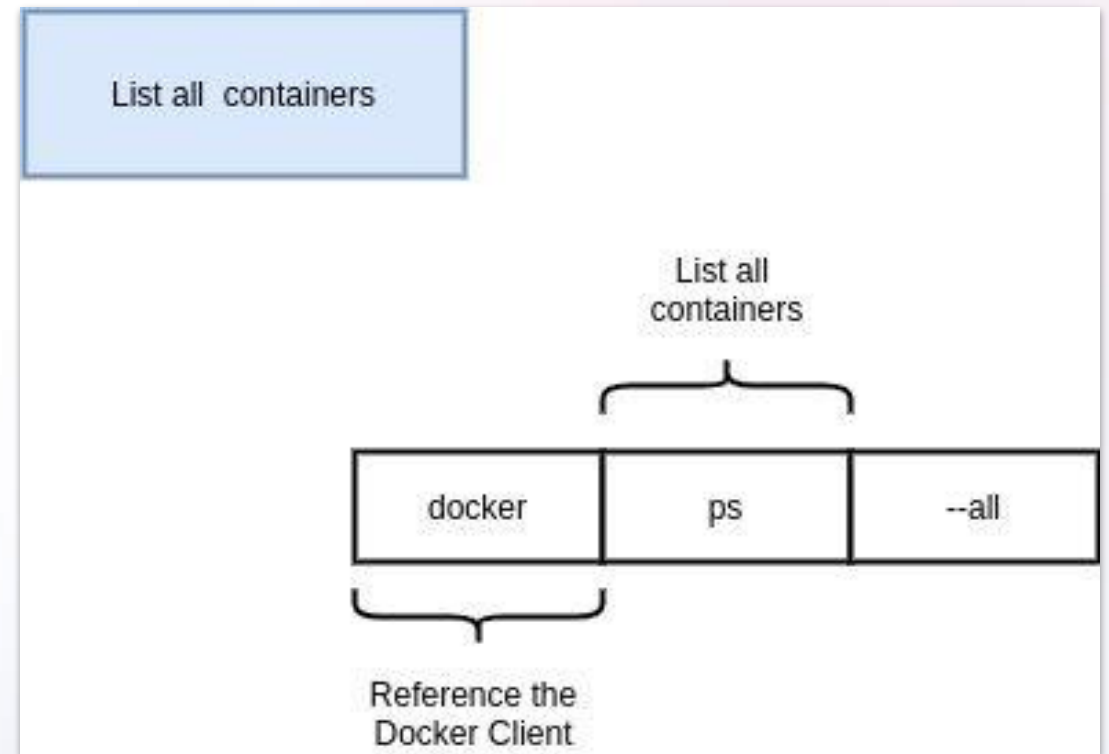 List all  containers
List all
containers
docker ps --all
Reference the
Docker Client